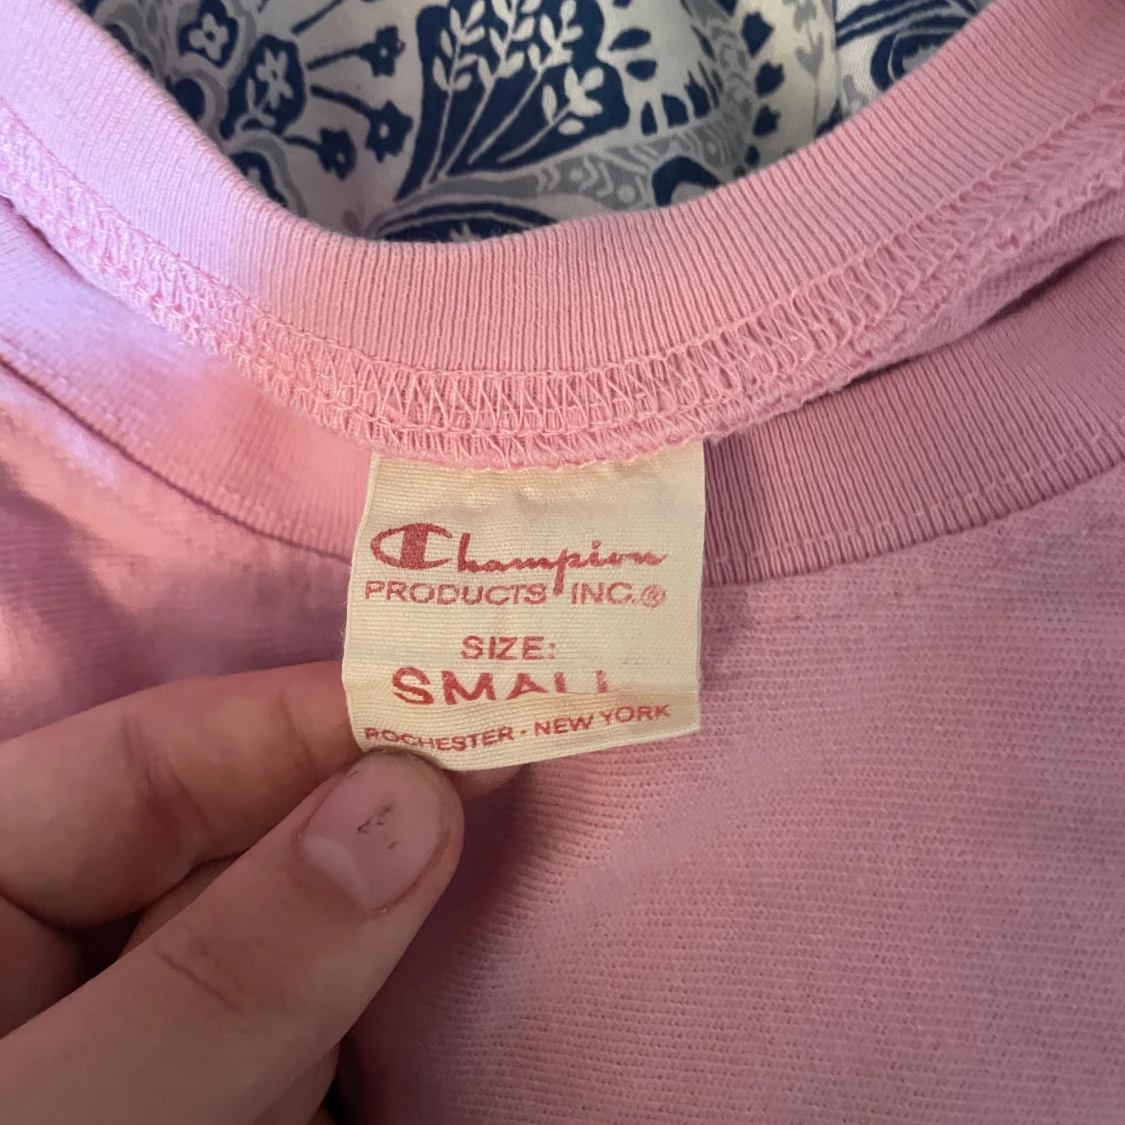 Champion
PRODUCTS INC.®
SIZE:
SMALL
ROCHESTER · NEW YORK